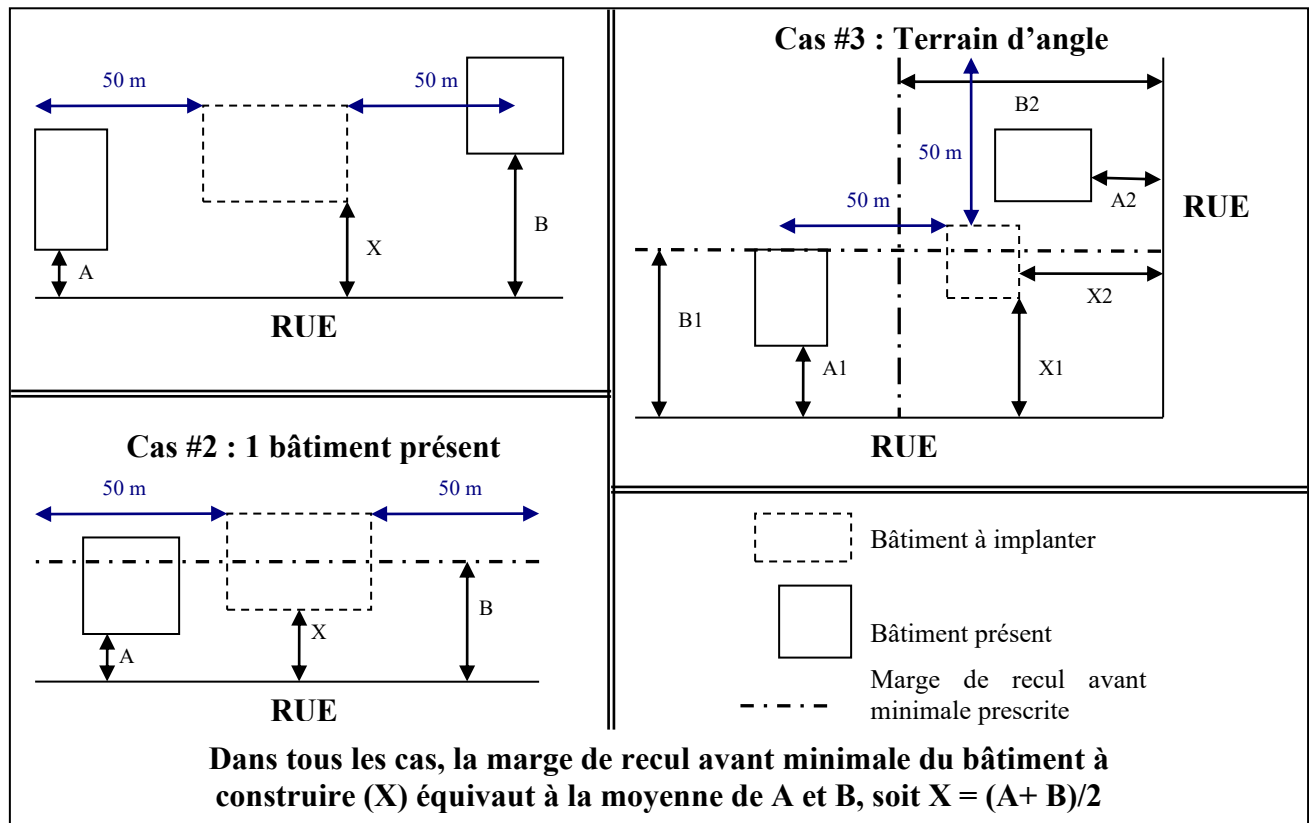 50 m
50 m
A
X
B
RUE
Cas #2 : 1 bâtiment présent
50 m
50 m
A
X
B
RUE
Cas #3 : Terrain d’angle
B2
50 m
A2
RUE
50 m
X2
B1
A1
X1
RUE
Bâtiment à implanter
Bâtiment présent
Marge de recul avant
minimale prescrite
Dans tous les cas, la marge de recul avant minimale du bâtiment à
construire (X) équivaut à la moyenne de A et B, soit X = (A+ B)/2